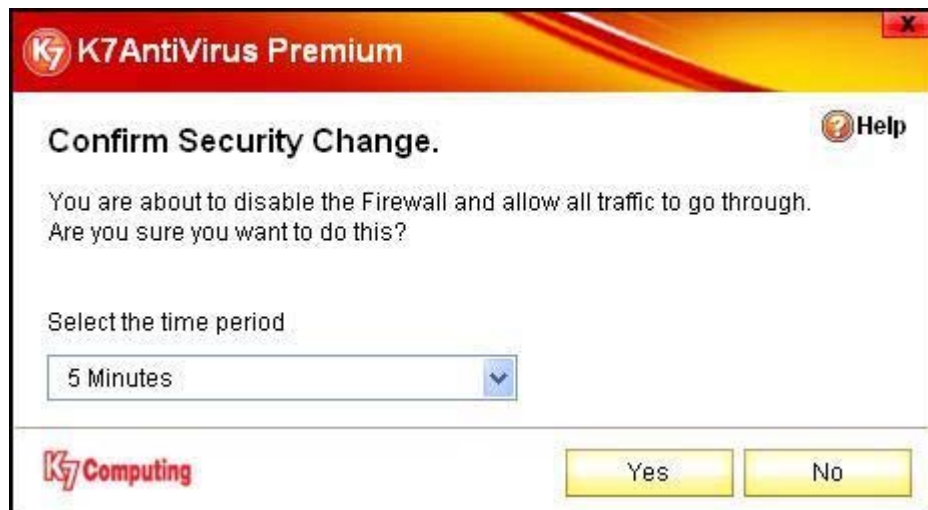 K7 K7AntiVirus Premium
X
Help
Confirm Security Change.
You are about to disable the Firewall and allow all traffic to go through.
Are you sure you want to do this?
Select the time period
5 Minutes
K7 Computing
Yes
No